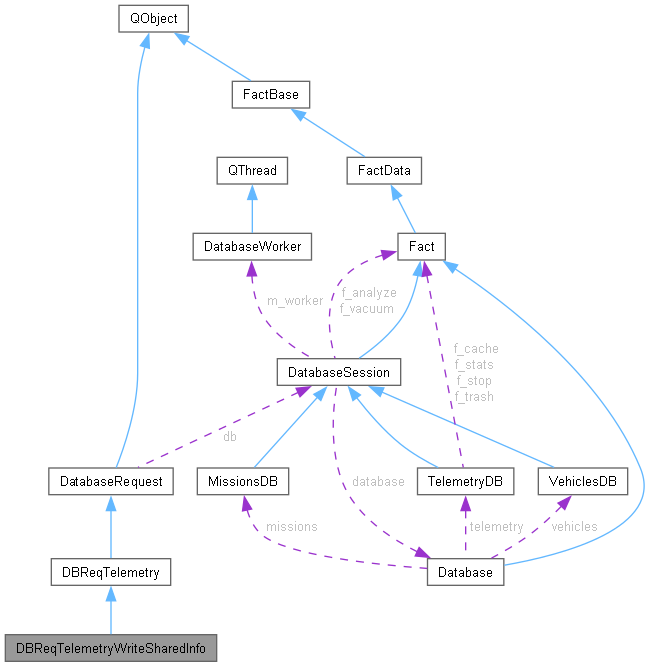 QObject
FactBase
QThread
FactData
DatabaseWorker
Fact
m_worker
f_analyze
f_vacuum
f_cache
f_stats
f_stop
f_trash
DatabaseSession
db
DatabaseRequest
MissionsDB
database
TelemetryDB
VehiclesDB
missions
telemetry
vehicles
DBReqTelemetry
Database
DBReqTelemetryWriteSharedInfo